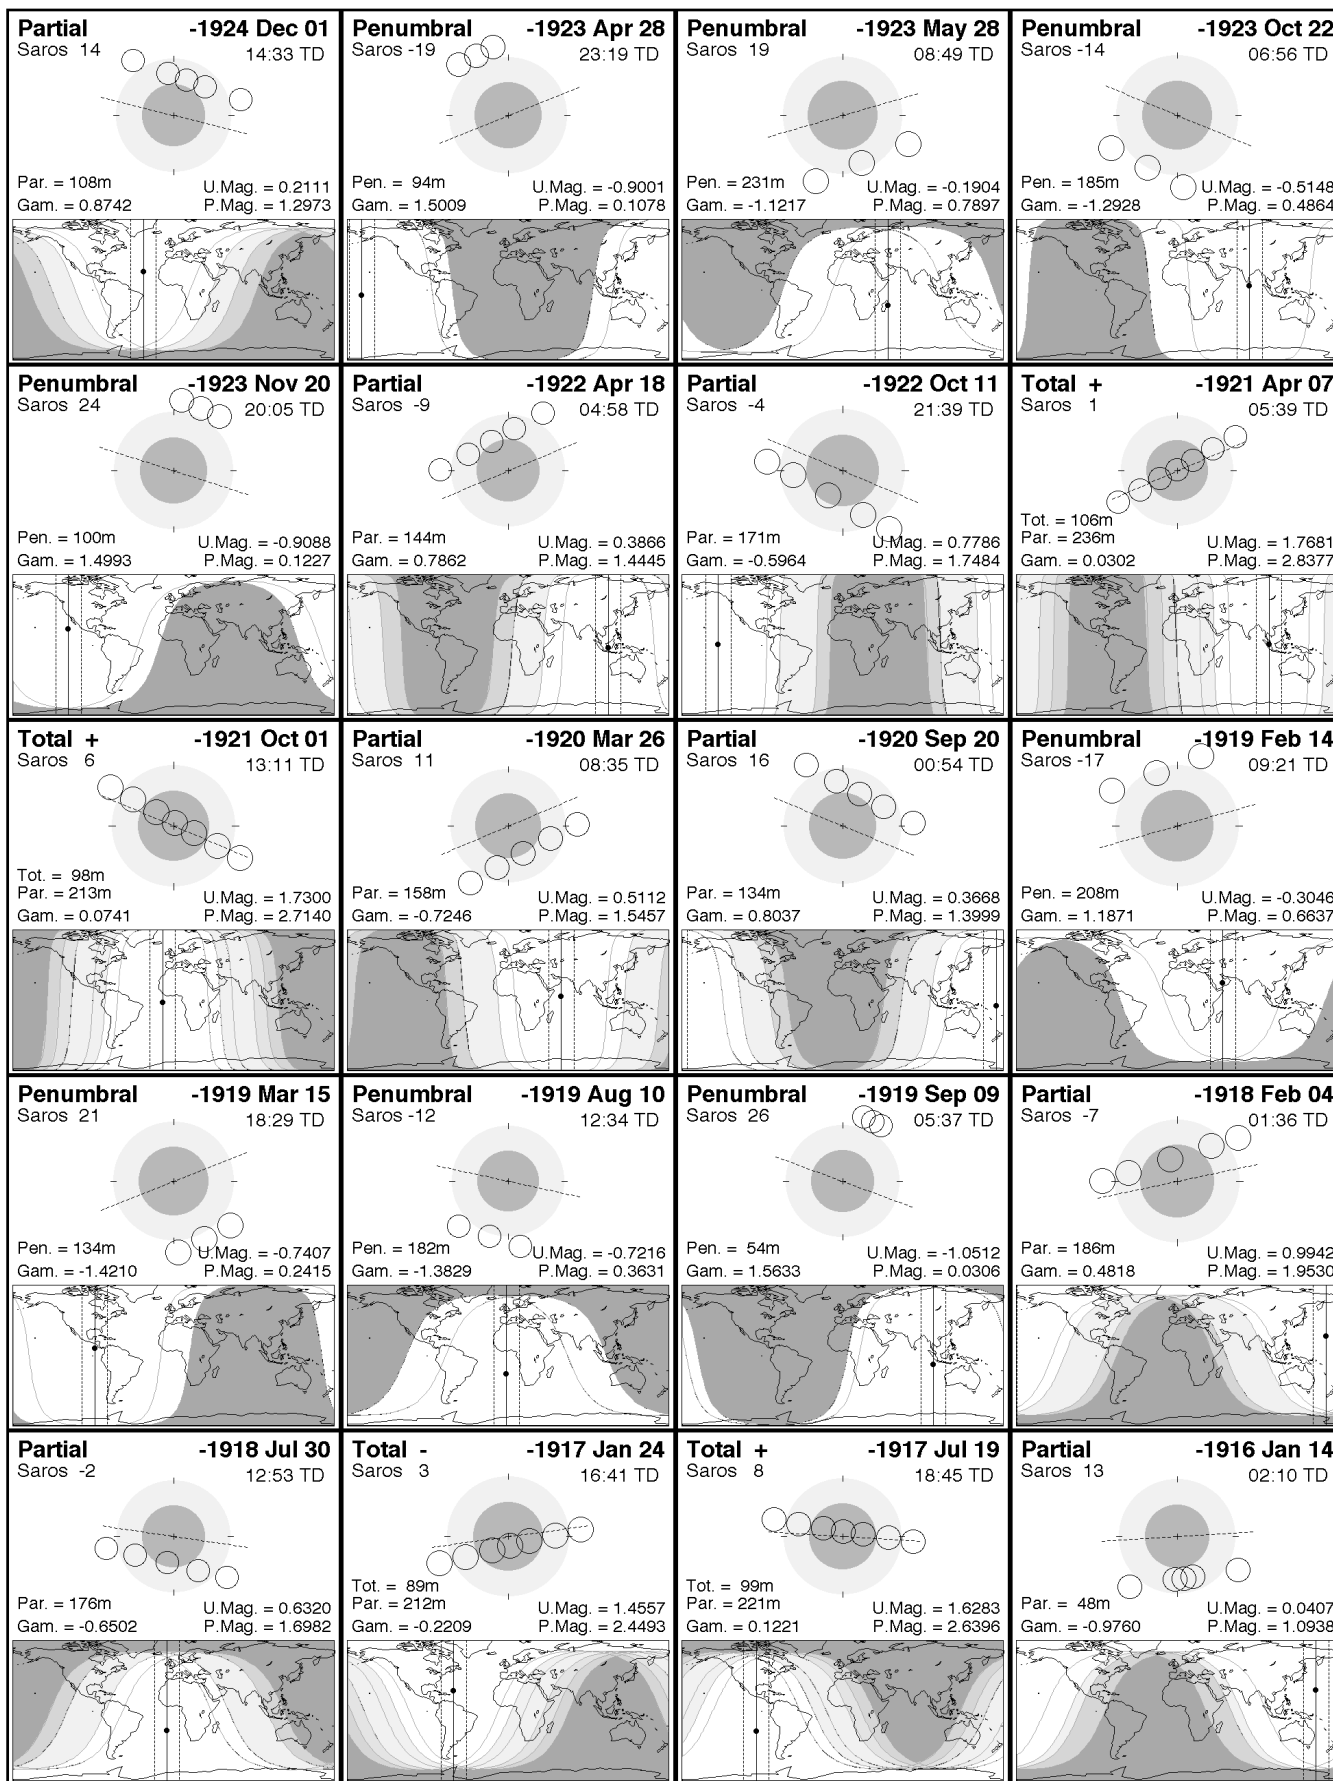 Partial -1924 Dec 01
Saros 14 14:33 TD
Par. = 108m U.Mag. = 0.2111
Gam. = 0.8742 P.Mag. = 1.2973
Penumbral -1923 Apr 28
Saros -19 23:19 TD
Pen. = 94m U.Mag. = -0.9001
Gam. = 1.5009 P.Mag. = 0.1078
Penumbral -1923 May 28
Saros 19 08:49 TD
Pen. = 231m U.Mag. = -0.1904
Gam. = -1.1217 P.Mag. = 0.7897
Penumbral -1923 Oct 22
Saros -14 06:56 TD
Pen. = 185m U.Mag. = -0.5148
Gam. = -1.2928 P.Mag. = 0.4864
Penumbral -1923 Nov 20
Saros 24 20:05 TD
Pen. = 100m U.Mag. = -0.9088
Gam. = 1.4993 P.Mag. = 0.1227
Partial -1922 Apr 18
Saros -9 04:58 TD
Par. = 144m U.Mag. = 0.3866
Gam. = 0.7862 P.Mag. = 1.4445
Partial -1922 Oct 11
Saros -4 21:39 TD
Par. = 171m U.Mag. = 0.7786
Gam. = -0.5964 P.Mag. = 1.7484
Total + -1921 Apr 07
Saros 1 05:39 TD
Tot. = 106m
Par. = 236m U.Mag. = 1.7681
Gam. = 0.0302 P.Mag. = 2.8377
Total + -1921 Oct 01
Saros 6 13:11 TD
Tot. = 98m
Par. = 213m U.Mag. = 1.7300
Gam. = 0.0741 P.Mag. = 2.7140
Partial -1920 Mar 26
Saros 11 08:35 TD
Par. = 158m U.Mag. = 0.5112
Gam. = -0.7246 P.Mag. = 1.5457
Partial -1920 Sep 20
Saros 16 00:54 TD
Par. = 134m U.Mag. = 0.3668
Gam. = 0.8037 P.Mag. = 1.3999
Penumbral -1919 Feb 14
Saros -17 09:21 TD
Pen. = 208m U.Mag. = -0.3046
Gam. = 1.1871 P.Mag. = 0.6637
Penumbral -1919 Mar 15
Saros 21 18:29 TD
Pen. = 134m U.Mag. = -0.7407
Gam. = -1.4210 P.Mag. = 0.2415
Penumbral -1919 Aug 10
Saros -12 12:34 TD
Pen. = 182m U.Mag. = -0.7216
Gam. = -1.3829 P.Mag. = 0.3631
Penumbral -1919 Sep 09
Saros 26 05:37 TD
Pen. = 54m U.Mag. = -1.0512
Gam. = 1.5633 P.Mag. = 0.0306
Partial -1918 Feb 04
Saros -7 01:36 TD
Par. = 186m U.Mag. = 0.9942
Gam. = 0.4818 P.Mag. = 1.9530
Partial -1918 Jul 30
Saros -2 12:53 TD
Par. = 176m U.Mag. = 0.6320
Gam. = -0.6502 P.Mag. = 1.6982
Total - -1917 Jan 24
Saros 3 16:41 TD
Tot. = 89m
Par. = 212m U.Mag. = 1.4557
Gam. = -0.2209 P.Mag. = 2.4493
Total + -1917 Jul 19
Saros 8 18:45 TD
Tot. = 99m
Par. = 221m U.Mag. = 1.6283
Gam. = 0.1221 P.Mag. = 2.6396
Partial -1916 Jan 14
Saros 13 02:10 TD
Par. = 48m U.Mag. = 0.0407
Gam. = -0.9760 P.Mag. = 1.0938